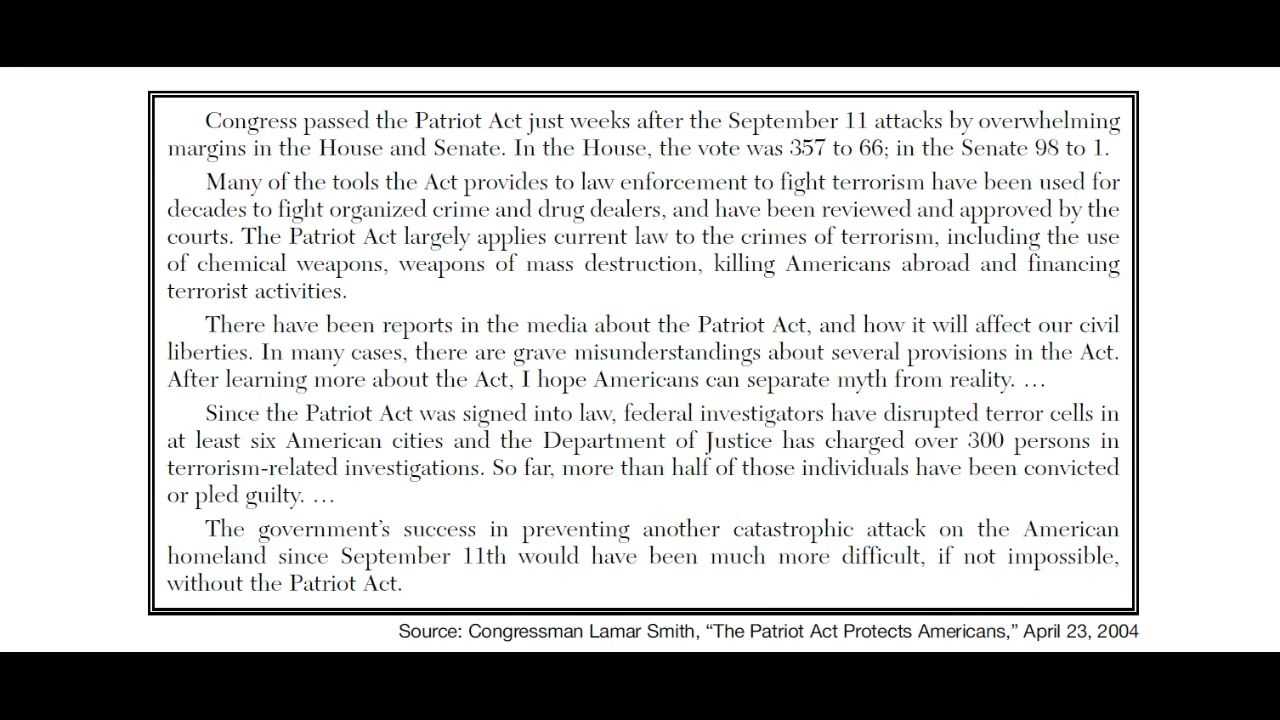 Congress passed the Patriot Act just weeks after the September 11 attacks by overwhelming
margins in the House and Senate. In the House, the vote was 357 to 66; in the Senate 98 to 1.
Many of the tools the Act provides to law enforcement to fight terrorism have been used for
decades to fight organized crime and drug dealers, and have been reviewed and approved by the
courts. The Patriot Act largely applies current law to the crimes of terrorism, including the use
of chemical weapons, weapons of mass destruction, killing Americans abroad and financing
terrorist activities.
There have been reports in the media about the Patriot Act, and how it will affect our civil
liberties. In many cases, there are grave misunderstandings about several provisions in the Act.
After learning more about the Act, I hope Americans can separate myth from reality. …
Since the Patriot Act was signed into law, federal investigators have disrupted terror cells in
at least six American cities and the Department of Justice has charged over 300 persons in
terrorism-related investigations. So far, more than half of those individuals have been convicted
or pled guilty. …
The government’s success in preventing another catastrophic attack on the American
homeland since September 11th would have been much more difficult, if not impossible,
without the Patriot Act.
Source: Congressman Lamar Smith, “The Patriot Act Protects Americans,” April 23, 2004